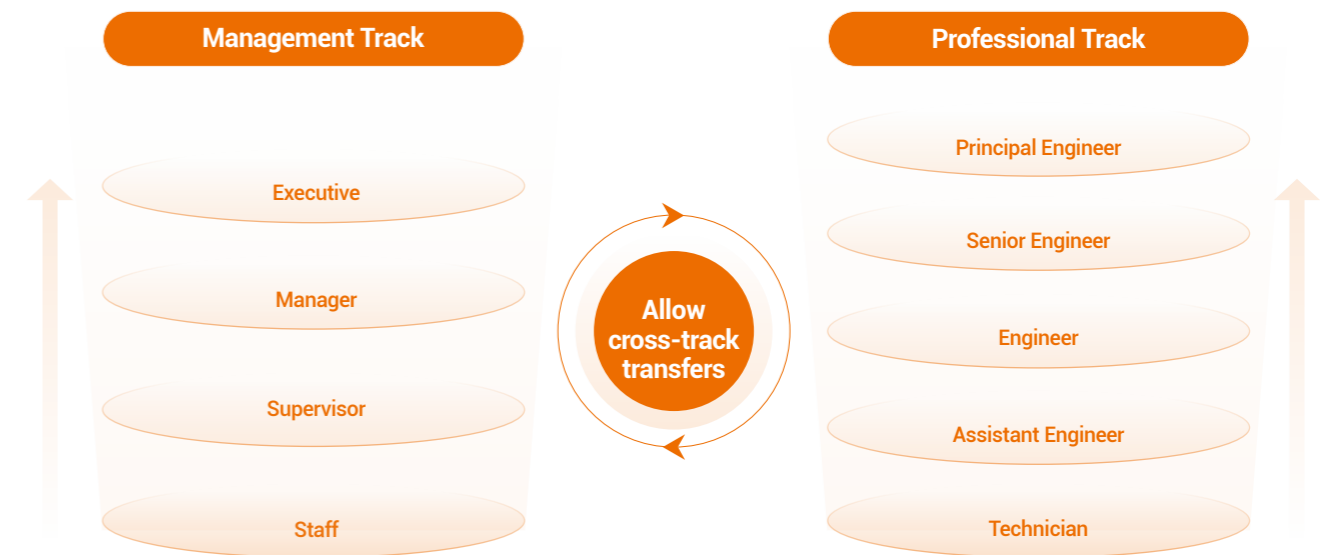 Management Track
Executive
Manager
Supervisor
Staff
Allow
cross-track
transfers
Professional Track
Principal Engineer
Senior Engineer
Engineer
Assistant Engineer
Technician